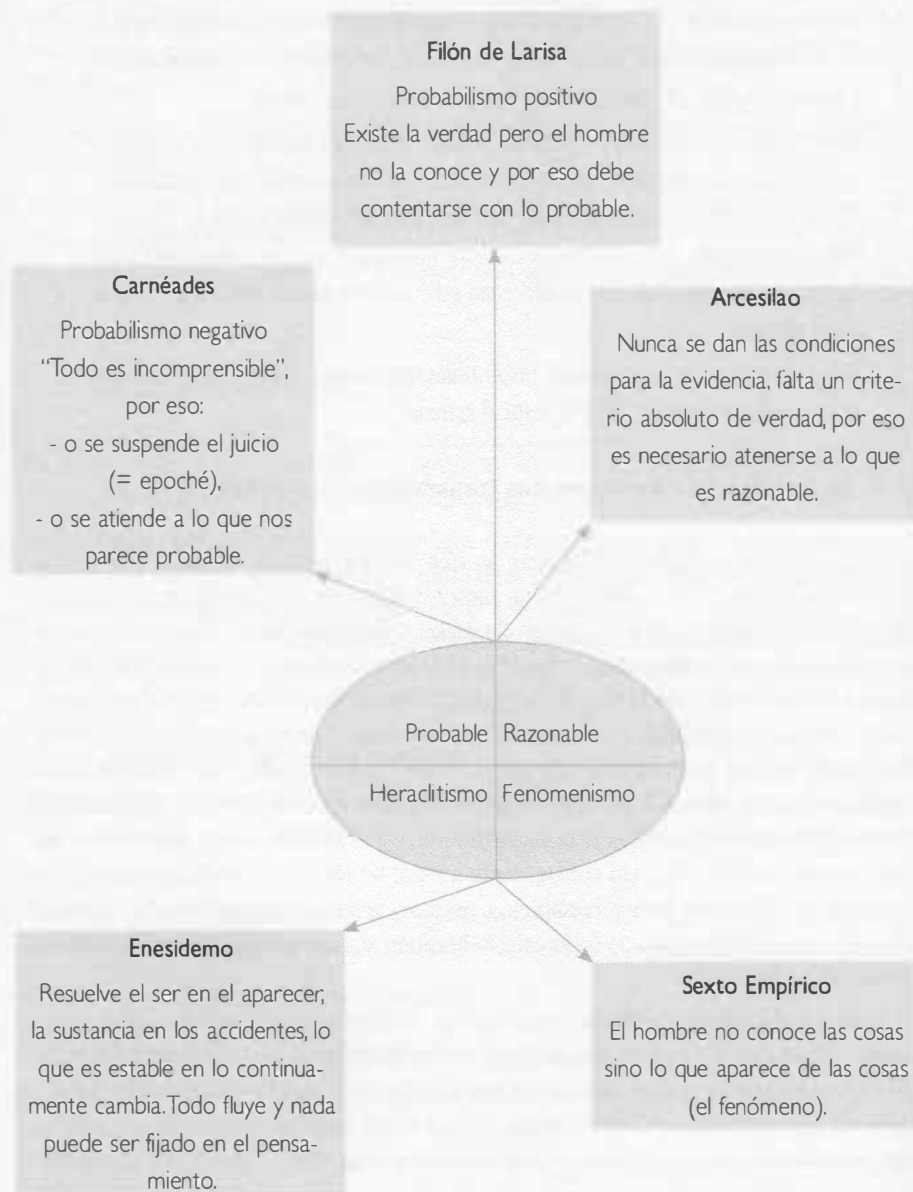 Filón de Larisa
Probabilismo positivo
Existe la verdad pero el hombre
no la conoce y por eso debe
contentarse con lo probable.
Carnéades
Probabilismo negativo
“Todo es incomprensible”,
por eso:
- o se suspende el juicio
(= epoché),
- o se atiende a lo que nos
parece probable.
Arcesilao
Nunca se dan las condiciones
para la evidencia, falta un crite-
rio absoluto de verdad, por eso
es necesario atenerse a lo que
es razonable.
Probable Razonable
Heraclitismo Fenomenismo
Enesidemo
Resuelve el ser en el aparecer,
la sustancia en los accidentes, lo
que es estable en lo continua-
mente cambia. Todo fluye y nada
puede ser fijado en el pensa-
miento.
Sexto Empírico
El hombre no conoce las cosas
sino lo que aparece de las cosas
(el fenómeno).